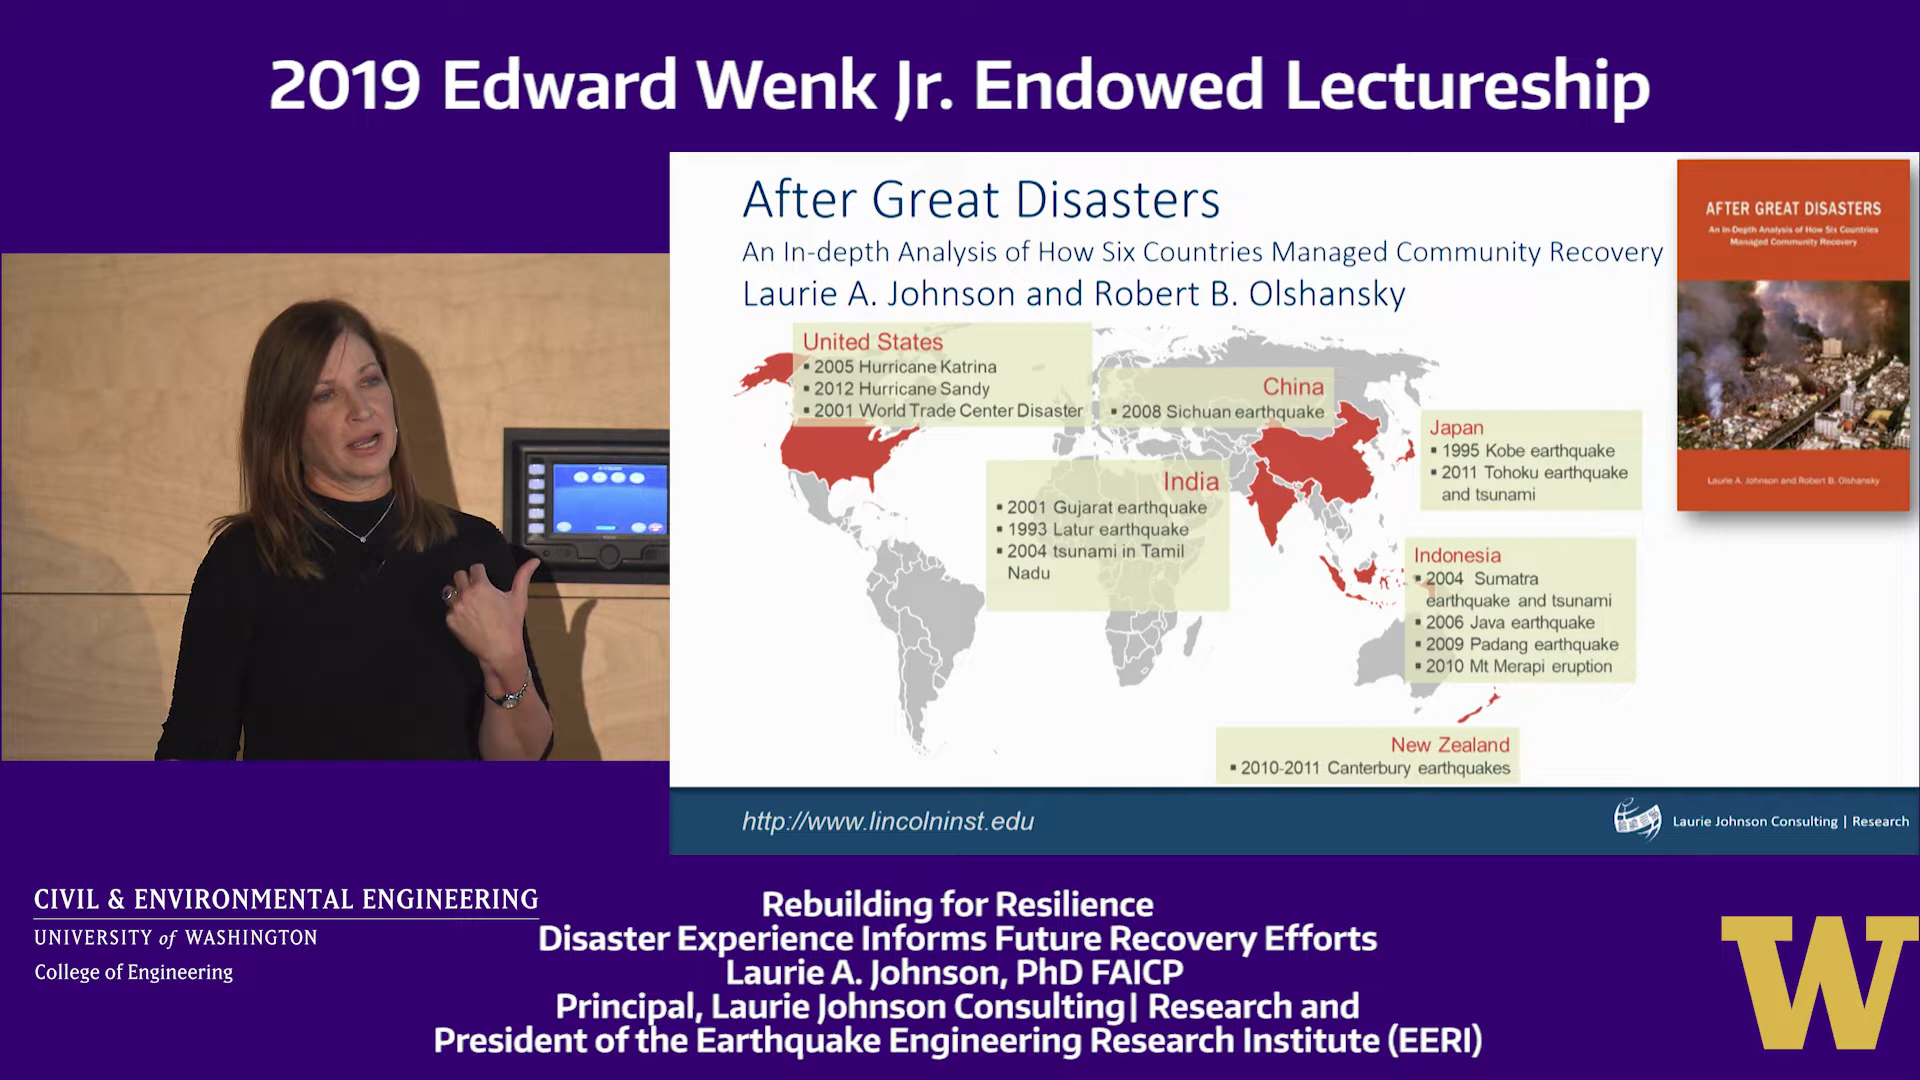 2019 Edward Wenk Jr. Endowed Lectureship
After Great Disasters
An In-depth Analysis of How Six Countries Managed Community Recovery
Laurie A. Johnson and Robert B. Olshansky
United States
▪ 2005 Hurricane Katrina
▪ 2012 Hurricane Sandy
▪ 2001 World Trade Center Disaster
China
▪ 2008 Sichuan earthquake
Japan
▪ 1995 Kobe earthquake
▪ 2011 Tohoku earthquake
and tsunami
India
▪ 2001 Gujarat earthquake
▪ 1993 Latur earthquake
▪ 2004 tsunami in Tamil
Nadu
Indonesia
▪ 2004 Sumatra
earthquake and tsunami
▪ 2006 Java earthquake
▪ 2009 Padang earthquake
▪ 2010 Mt Merapi eruption
New Zealand
▪ 2010-2011 Canterbury earthquakes
AFTER GREAT DISASTERS
An In-Depth Analysis of How Six Countries
Managed Community Recovery
Laurie A. Johnson and Robert B. Olshansky
http://www.lincolninst.edu
Laurie Johnson Consulting | Research
CIVIL & ENVIRONMENTAL ENGINEERING
UNIVERSITY of WASHINGTON
College of Engineering
Rebuilding for Resilience
Disaster Experience Informs Future Recovery Efforts
Laurie A. Johnson, PhD FAICP
Principal, Laurie Johnson Consulting| Research and
President of the Earthquake Engineering Research Institute (EERI)
W